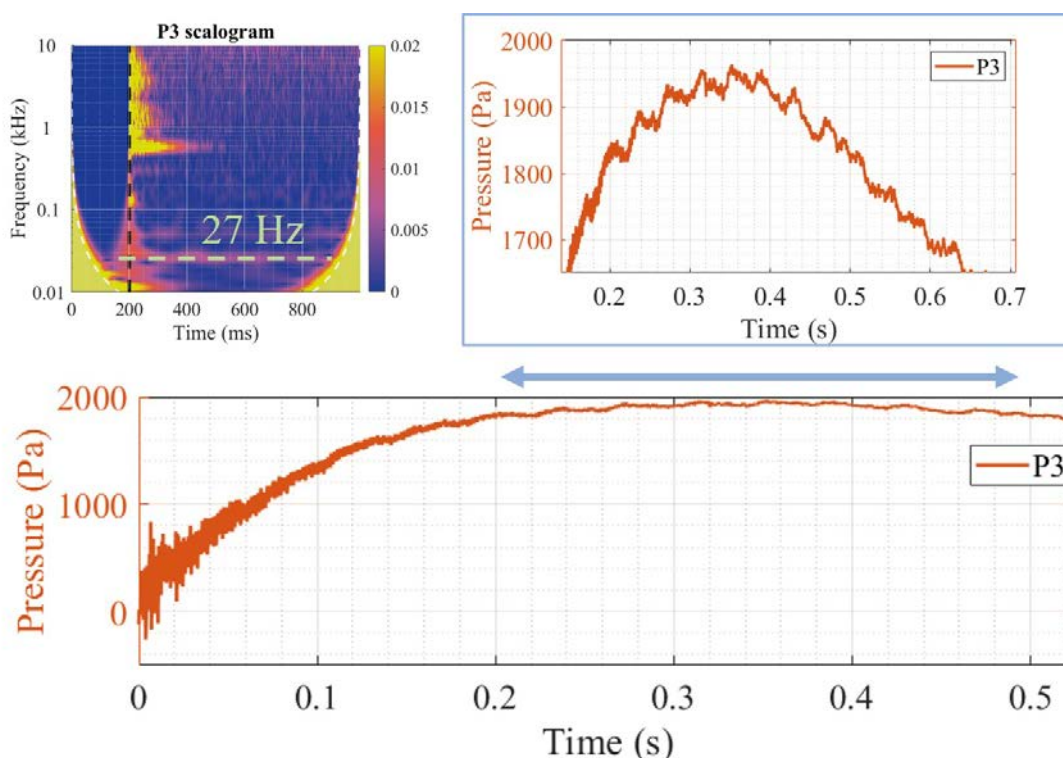 P3 scalogram
Frequency (kHz)
10
1
0.1
0.01
27 Hz
0 200 400 600 800
Time (ms)
0.02
0.015
0.01
0.005
0
Pressure (Pa)
2000
1900
1800
1700
P3
0.2 0.3 0.4 0.5 0.6 0.7
Time (s)
Pressure (Pa)
2000
1000
0
P3
0 0.1 0.2 0.3 0.4 0.5
Time (s)